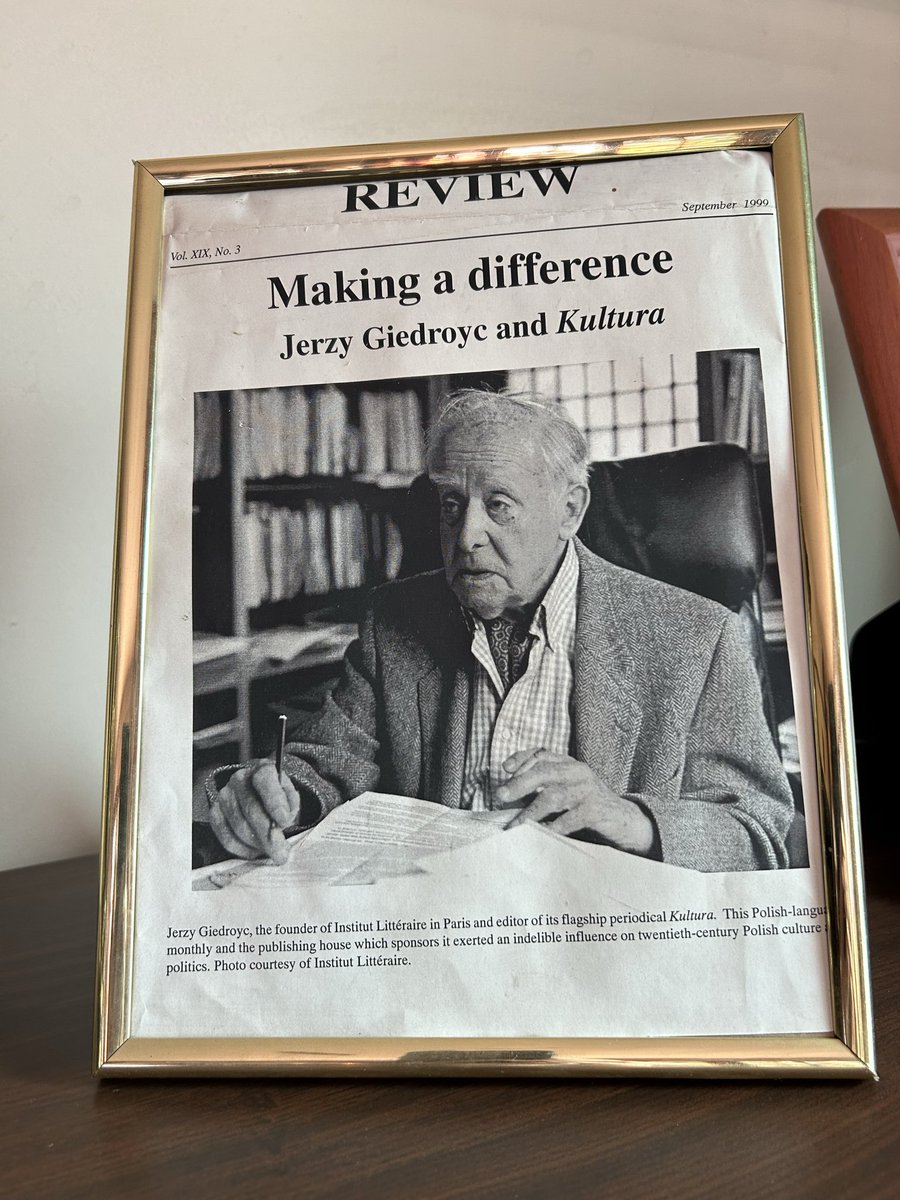 REVIEW
September 1999
Vol. XIX, No. 3
Making a difference
Jerzy Giedroyc and Kultura
Jerzy Giedroyc, the founder of Institut Littéraire in Paris and editor of its flagship periodical Kultura. This Polish-langua
monthly and the publishing house which sponsors it exerted an indelible influence on twentieth-century Polish culture
politics. Photo courtesy of Institut Littéraire.